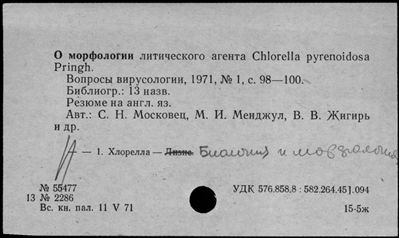 О морфологии литического агента Chlorella pyrenoidosa
Pringh.
Вопросы вирусологии, 1971, № 1, с. 98—100.
Библиогр.: 13 назв.
Резюме на англ. яз.
Авт.: С. Н. Московец, М. И. Менджул, В. В. Жигирь
и др.
— 1. Хлорелла — Лизис. Биология и морфология
№ 55477
13 № 2286
Вс. кн. пал. 11 V 71
УДК 576.858.8 : 582.264.451.094
15-5ж